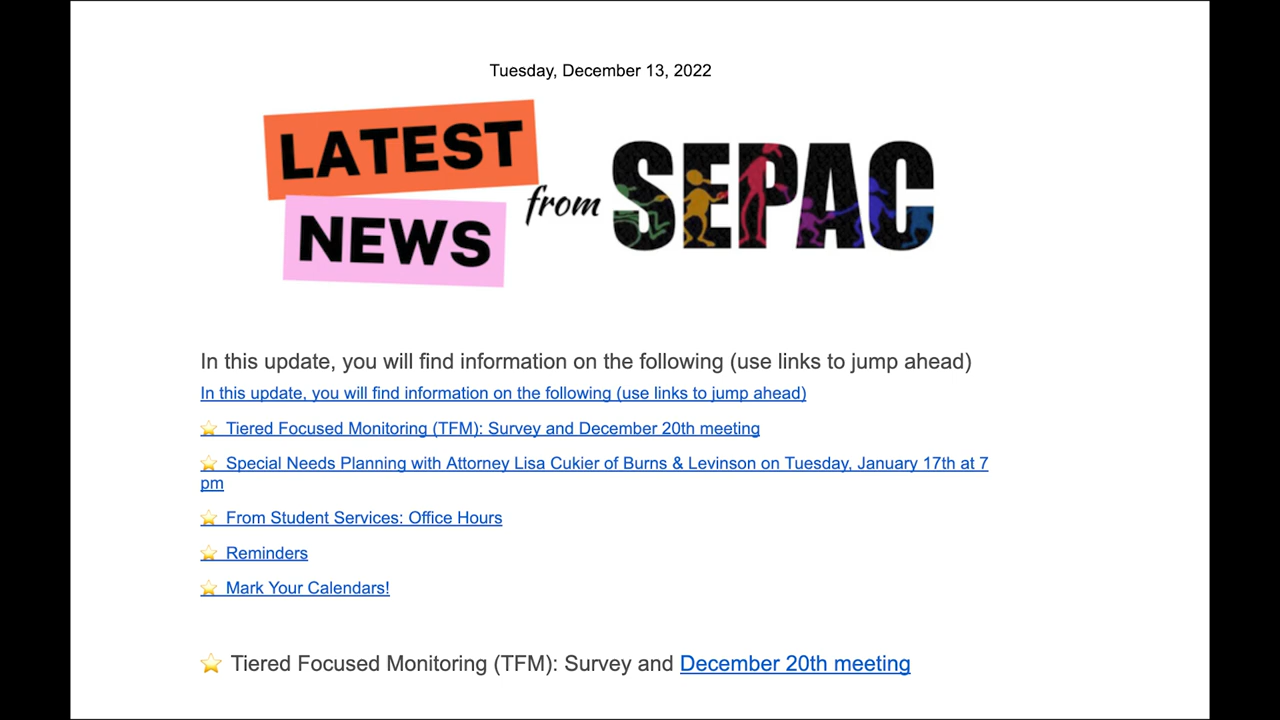 Tuesday, December 13, 2022
LATEST
NEWS
from
SEPAC
In this update, you will find information on the following (use links to jump ahead)
In this update, you will find information on the following (use links to jump ahead)
⭐ Tiered Focused Monitoring (TFM): Survey and December 20th meeting
⭐ Special Needs Planning with Attorney Lisa Cukier of Burns & Levinson on Tuesday, January 17th at 7
pm
⭐ From Student Services: Office Hours
⭐ Reminders
⭐ Mark Your Calendars!
⭐ Tiered Focused Monitoring (TFM): Survey and December 20th meeting